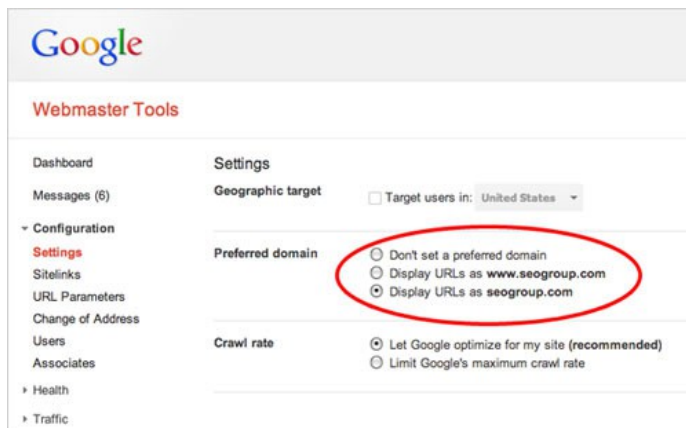 Google
Webmaster Tools
Dashboard
Messages (6)
Configuration
Settings
Sitelinks
URL Parameters
Change of Address
Users
Associates
Health
Traffic
Settings
Geographic target
Target users in: United States
Preferred domain
Don't set a preferred domain
Display URLs as www.seogroup.com
Display URLs as seogroup.com
Crawl rate
Let Google optimize for my site (recommended)
Limit Google's maximum crawl rate